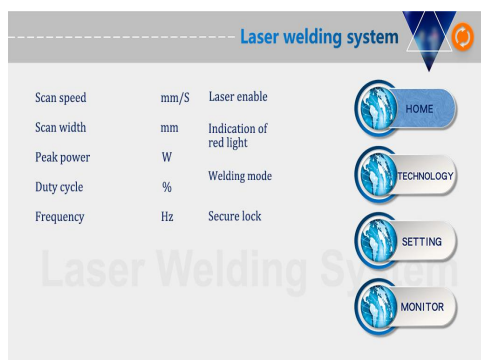 Laser welding system
Scan speed mm/S Laser enable
Scan width mm Indication of
red light
Peak power W
Welding mode
Duty cycle %
Frequency Hz Secure lock
HOME
TECHNOLOGY
SETTING
MONITOR
Laser Welding System